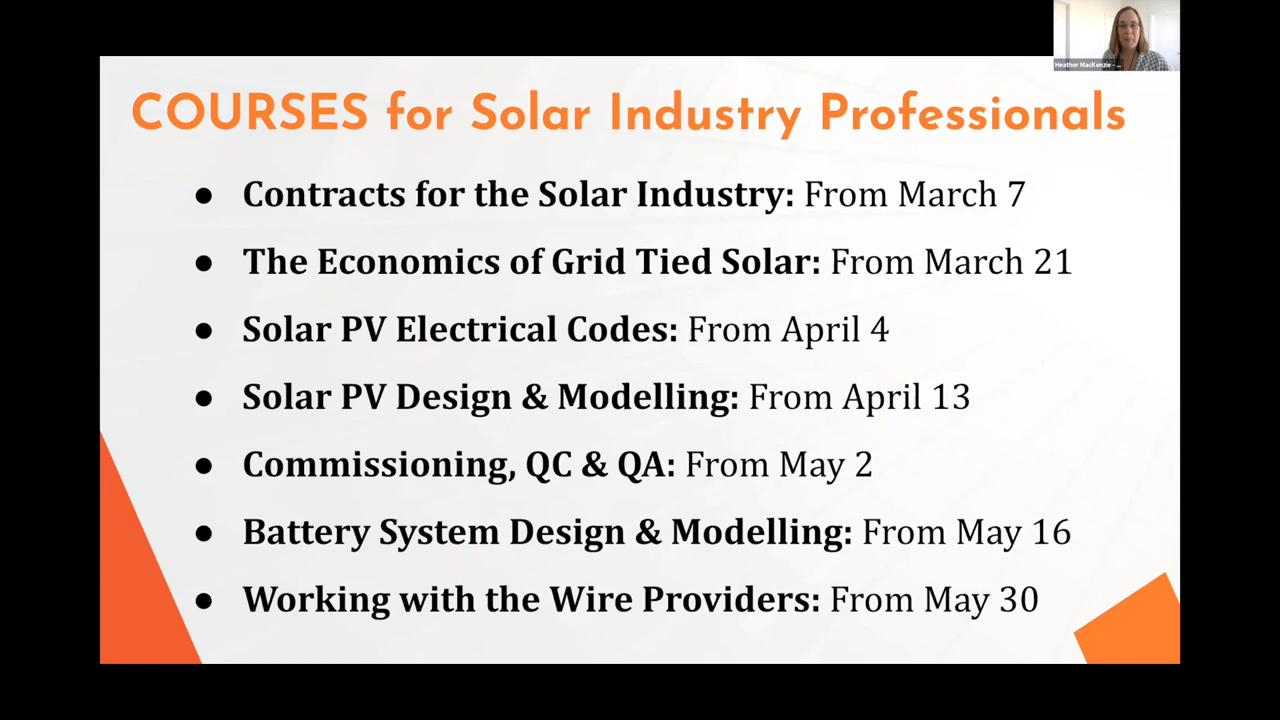 Heather MacKenzie - ...
COURSES for Solar Industry Professionals
● Contracts for the Solar Industry: From March 7
● The Economics of Grid Tied Solar: From March 21
● Solar PV Electrical Codes: From April 4
● Solar PV Design & Modelling: From April 13
● Commissioning, QC & QA: From May 2
● Battery System Design & Modelling: From May 16
● Working with the Wire Providers: From May 30